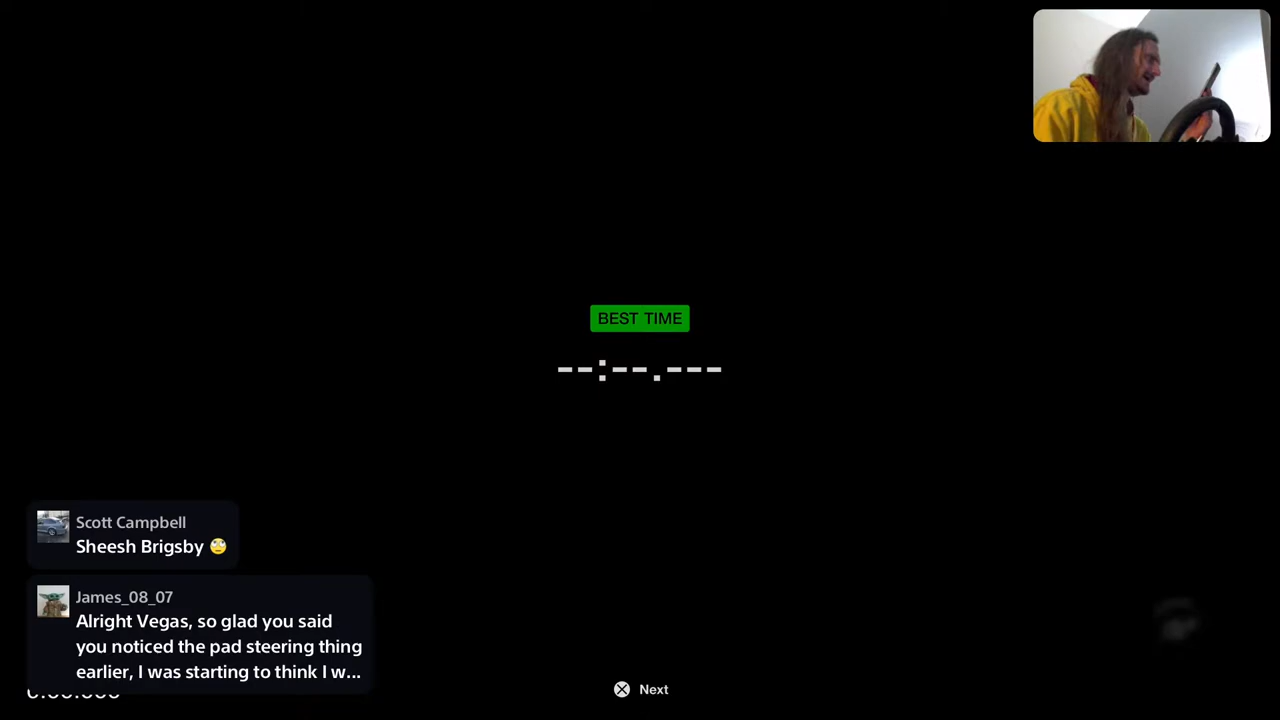 BEST TIME
--:--.---
Scott Campbell
Sheesh Brigsby 🙄
James_08_07
Alright Vegas, so glad you said
you noticed the pad steering thing
earlier, I was starting to think I w...
Next